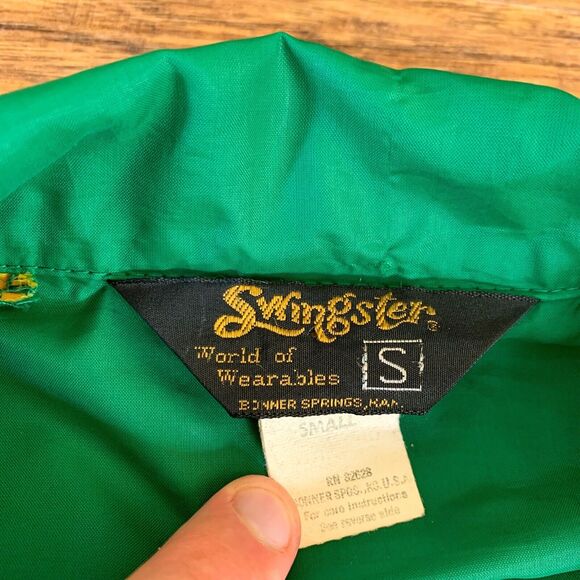 Swingster®
World of
Wearables
S
BONNER SPRINGS, KAN.
SMALL
RN 82628
BONNER SPGS., KS. U.S.A
For care instructions
See reverse side